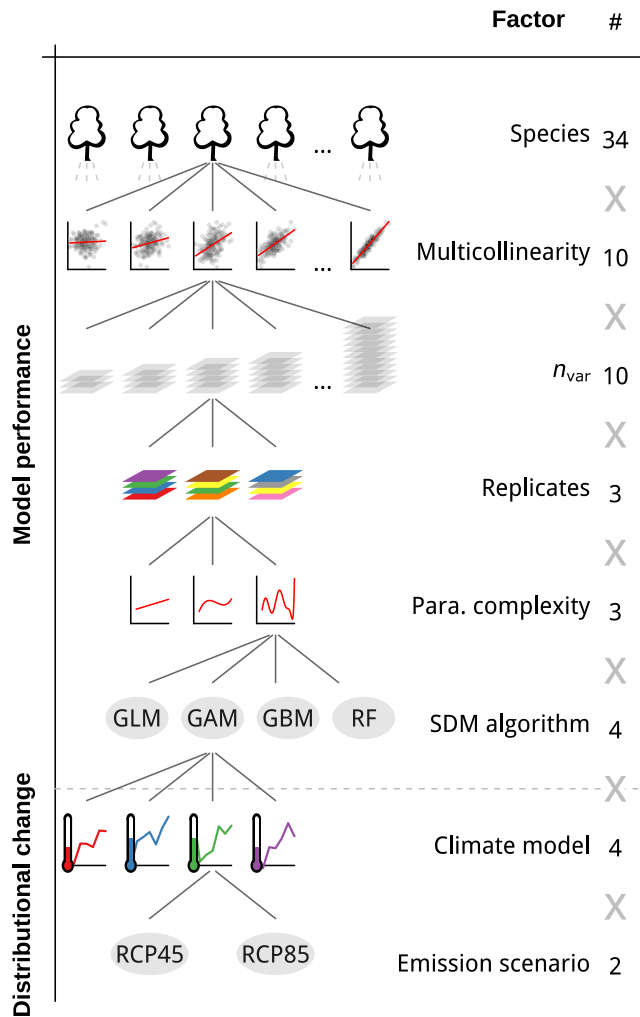 Factor #
Species 34
X
Multicollinearity 10
...
...
X
n var 10
...
X
Replicates 3
X
Para. complexity 3
X
GLM GAM GBM RF
SDM algorithm 4
X
Climate model 4
X
RCP45 RCP85
Emission scenario 2
Model performance
Distributional change